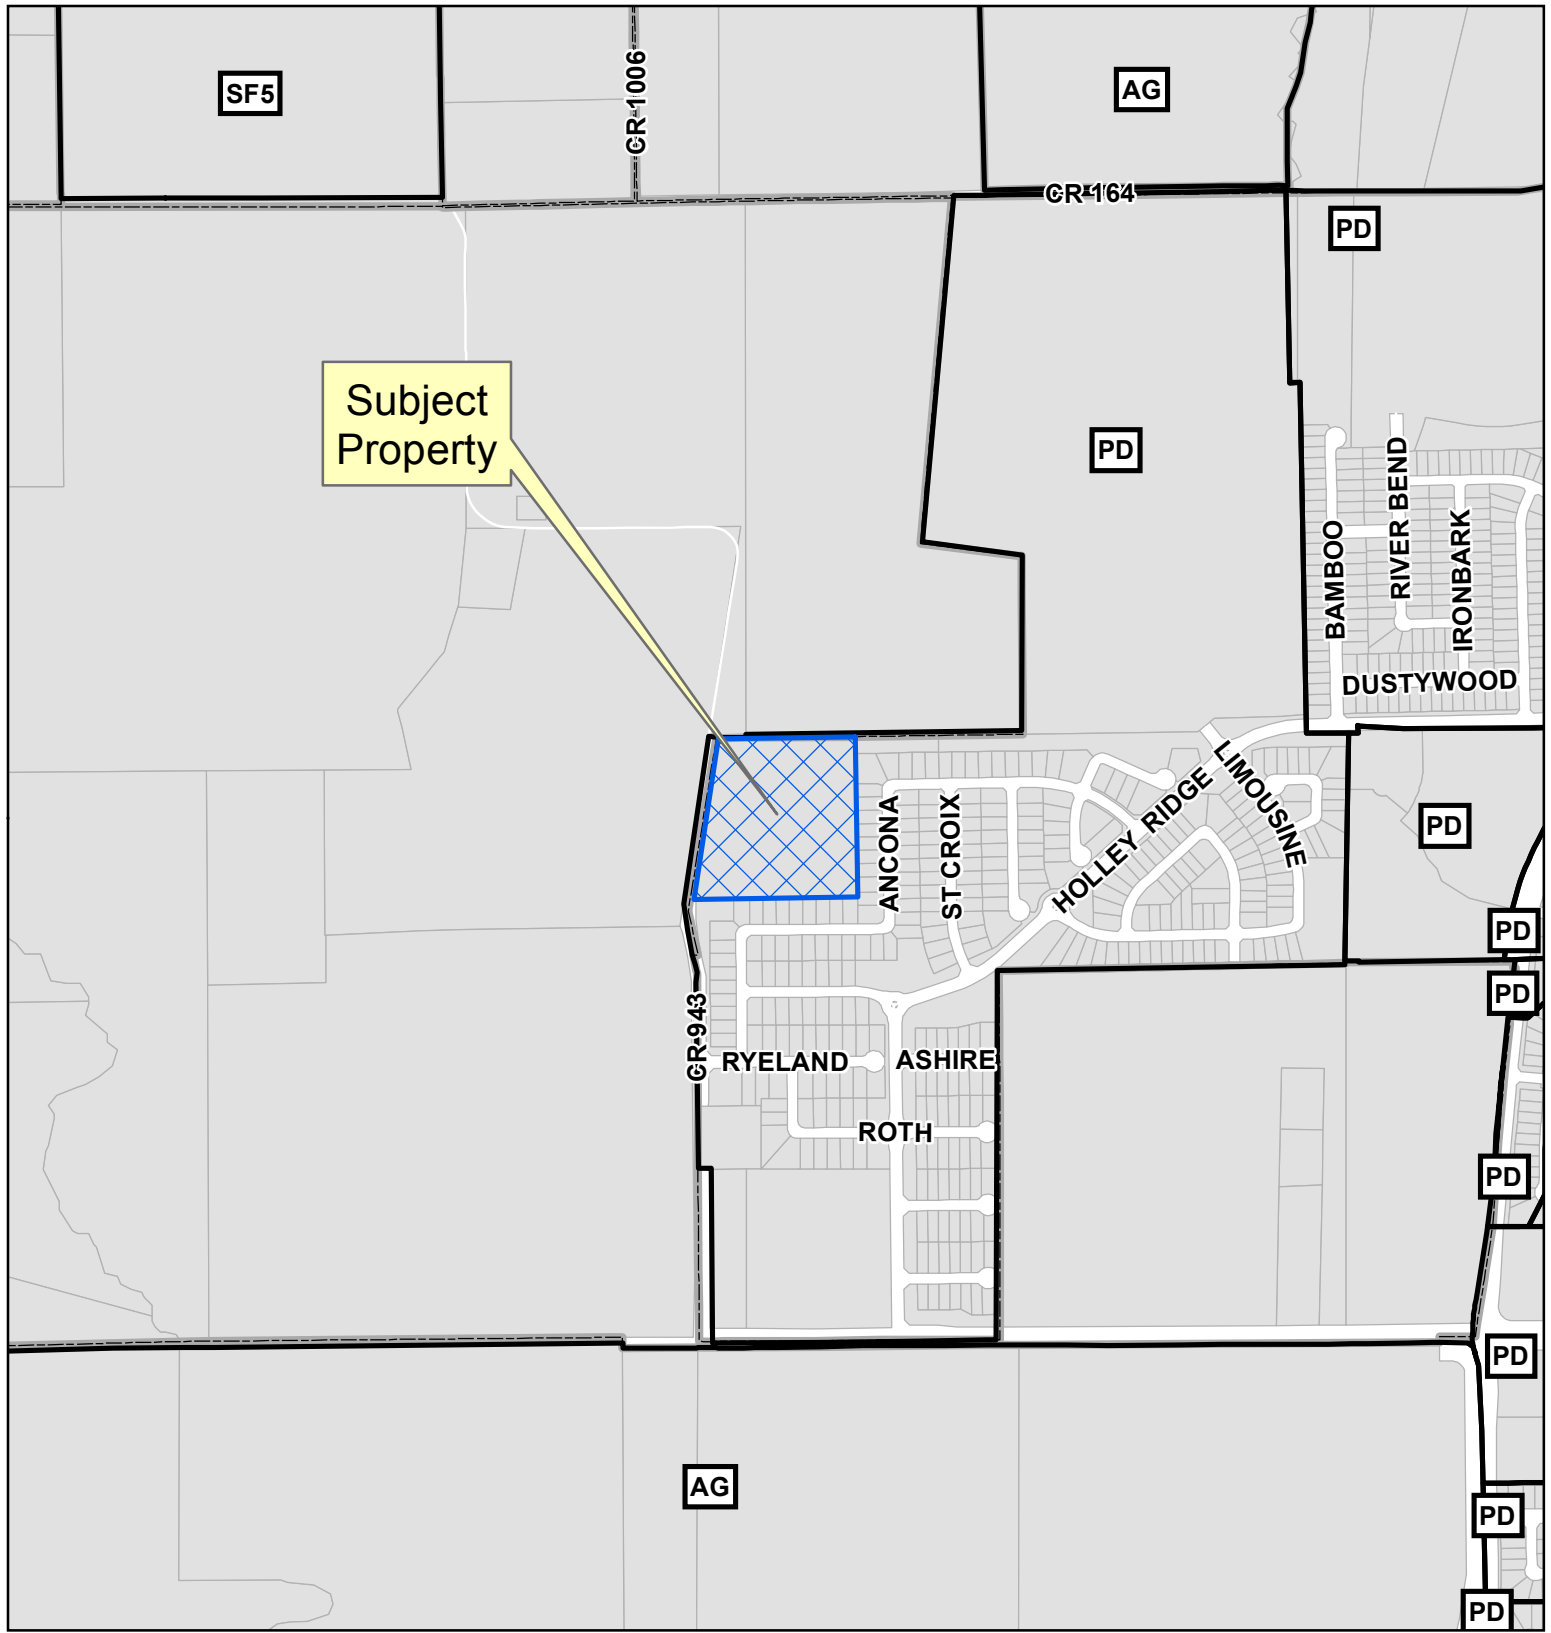 SF5
CR 1006
AG
CR 164
PD
Subject
Property
PD
BAMBOO
RIVER BEND
IRONBARK
DUSTYWOOD
LIMOUSINE
HOLLEY RIDGE
ANCONA
ST CROIX
PD
PD
PD
CR 943
RYELAND
ASHIRE
ROTH
PD
PD
AG
PD
PD